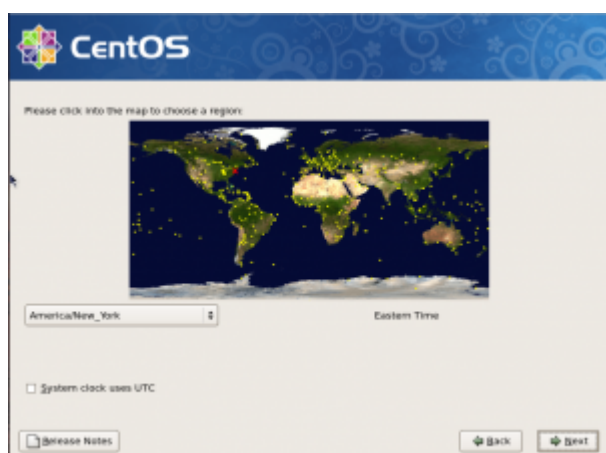 CentOS
Please click into the map to choose a region:
America/New_York
Eastern Time
System clock uses UTC
Release Notes
Back
Next